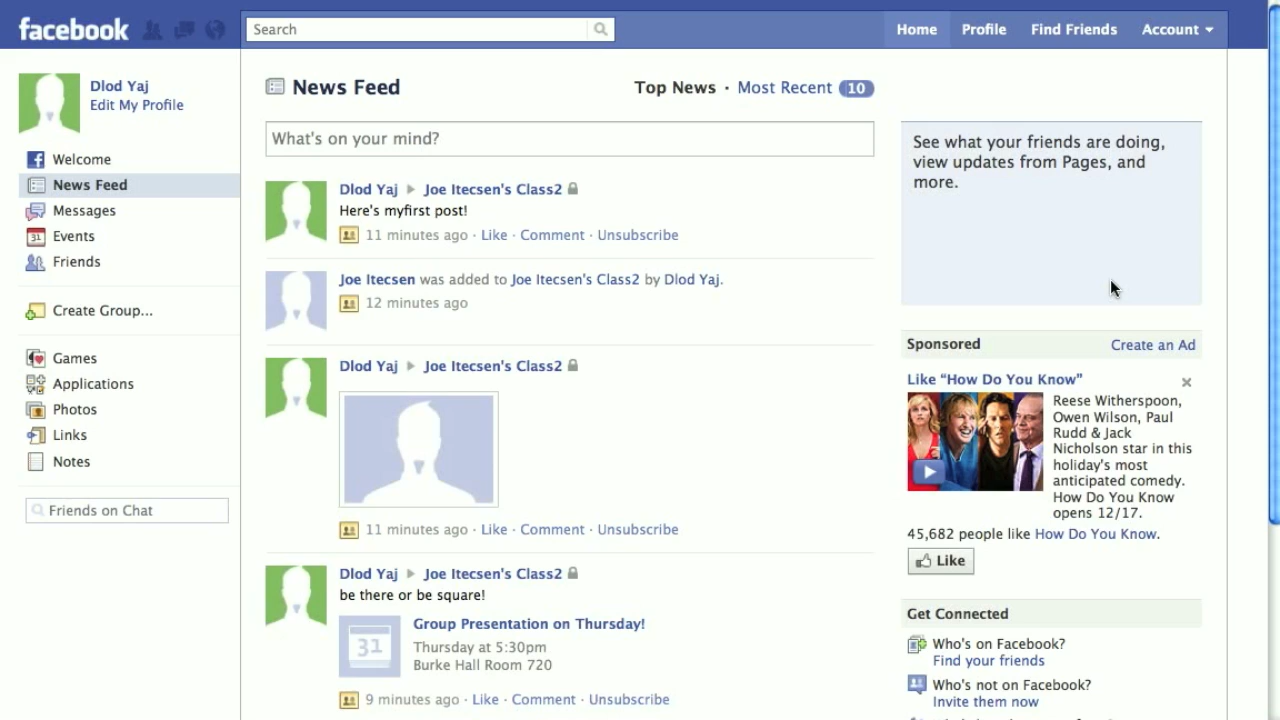 facebook
Search
Home
Profile
Find Friends
Account
Dlod Yaj
Edit My Profile
Welcome
News Feed
Messages
31
Events
Friends
Create Group...
Games
Applications
Photos
Links
Notes
Friends on Chat
News Feed
Top News · Most Recent 10
What's on your mind?
Dlod Yaj Joe Itecsen's Class2
Here's myfirst post!
11 minutes ago · Like · Comment · Unsubscribe
Joe Itecsen was added to Joe Itecsen's Class2 by Dlod Yaj.
12 minutes ago
Dlod Yaj Joe Itecsen's Class2
11 minutes ago · Like · Comment · Unsubscribe
Dlod Yaj Joe Itecsen's Class2
be there or be square!
31
Group Presentation on Thursday!
Thursday at 5:30pm
Burke Hall Room 720
9 minutes ago · Like · Comment · Unsubscribe
See what your friends are doing,
view updates from Pages, and
more.
Sponsored
Create an Ad
Like “How Do You Know”
Reese Witherspoon,
Owen Wilson, Paul
Rudd & Jack
Nicholson star in this
holiday's most
anticipated comedy.
How Do You Know
opens 12/17.
45,682 people like How Do You Know.
Like
Get Connected
Who's on Facebook?
Find your friends
Who's not on Facebook?
Invite them now